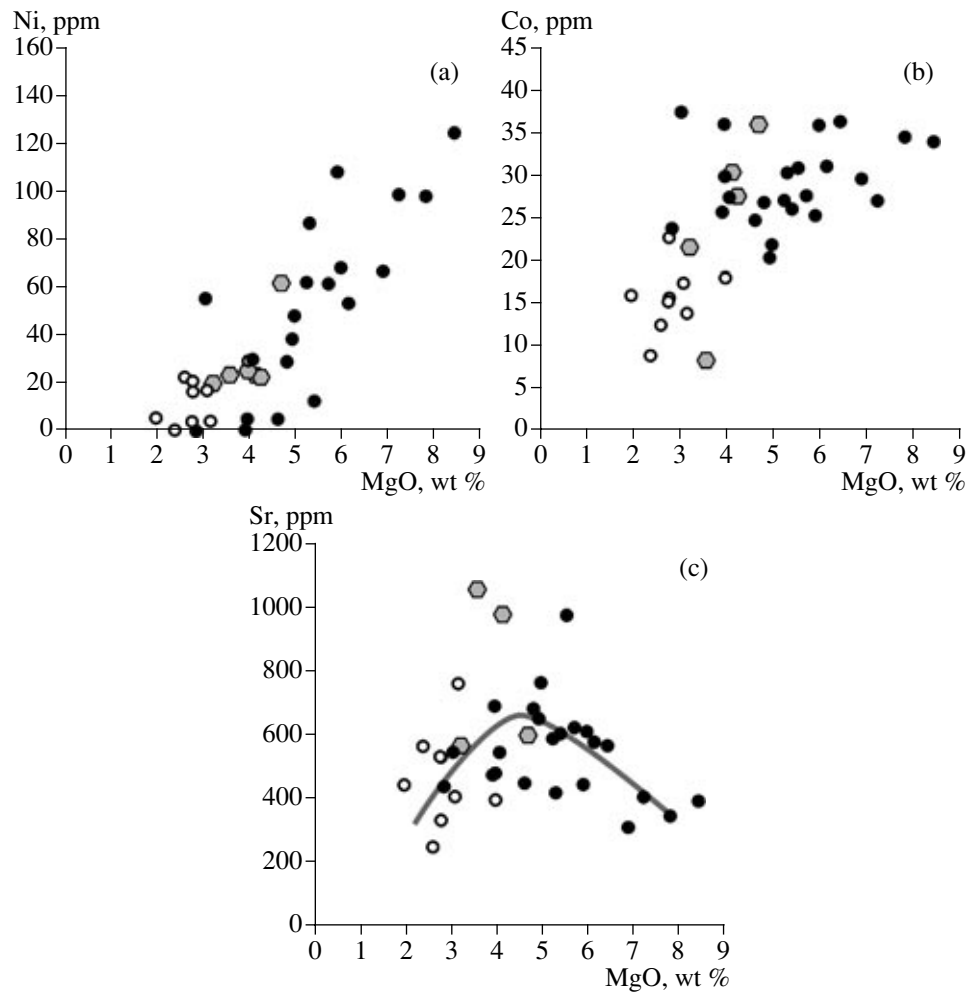 Ni, ppm
160
140
120
100
80
60
40
20
0
(a)
0 1 2 3 4 5 6 7 8 9
MgO, wt %
Co, ppm
45
40
35
30
25
20
15
10
5
0
(b)
0 1 2 3 4 5 6 7 8 9
MgO, wt %
Sr, ppm
1200
1000
800
600
400
200
0
(c)
0 1 2 3 4 5 6 7 8 9
MgO, wt %